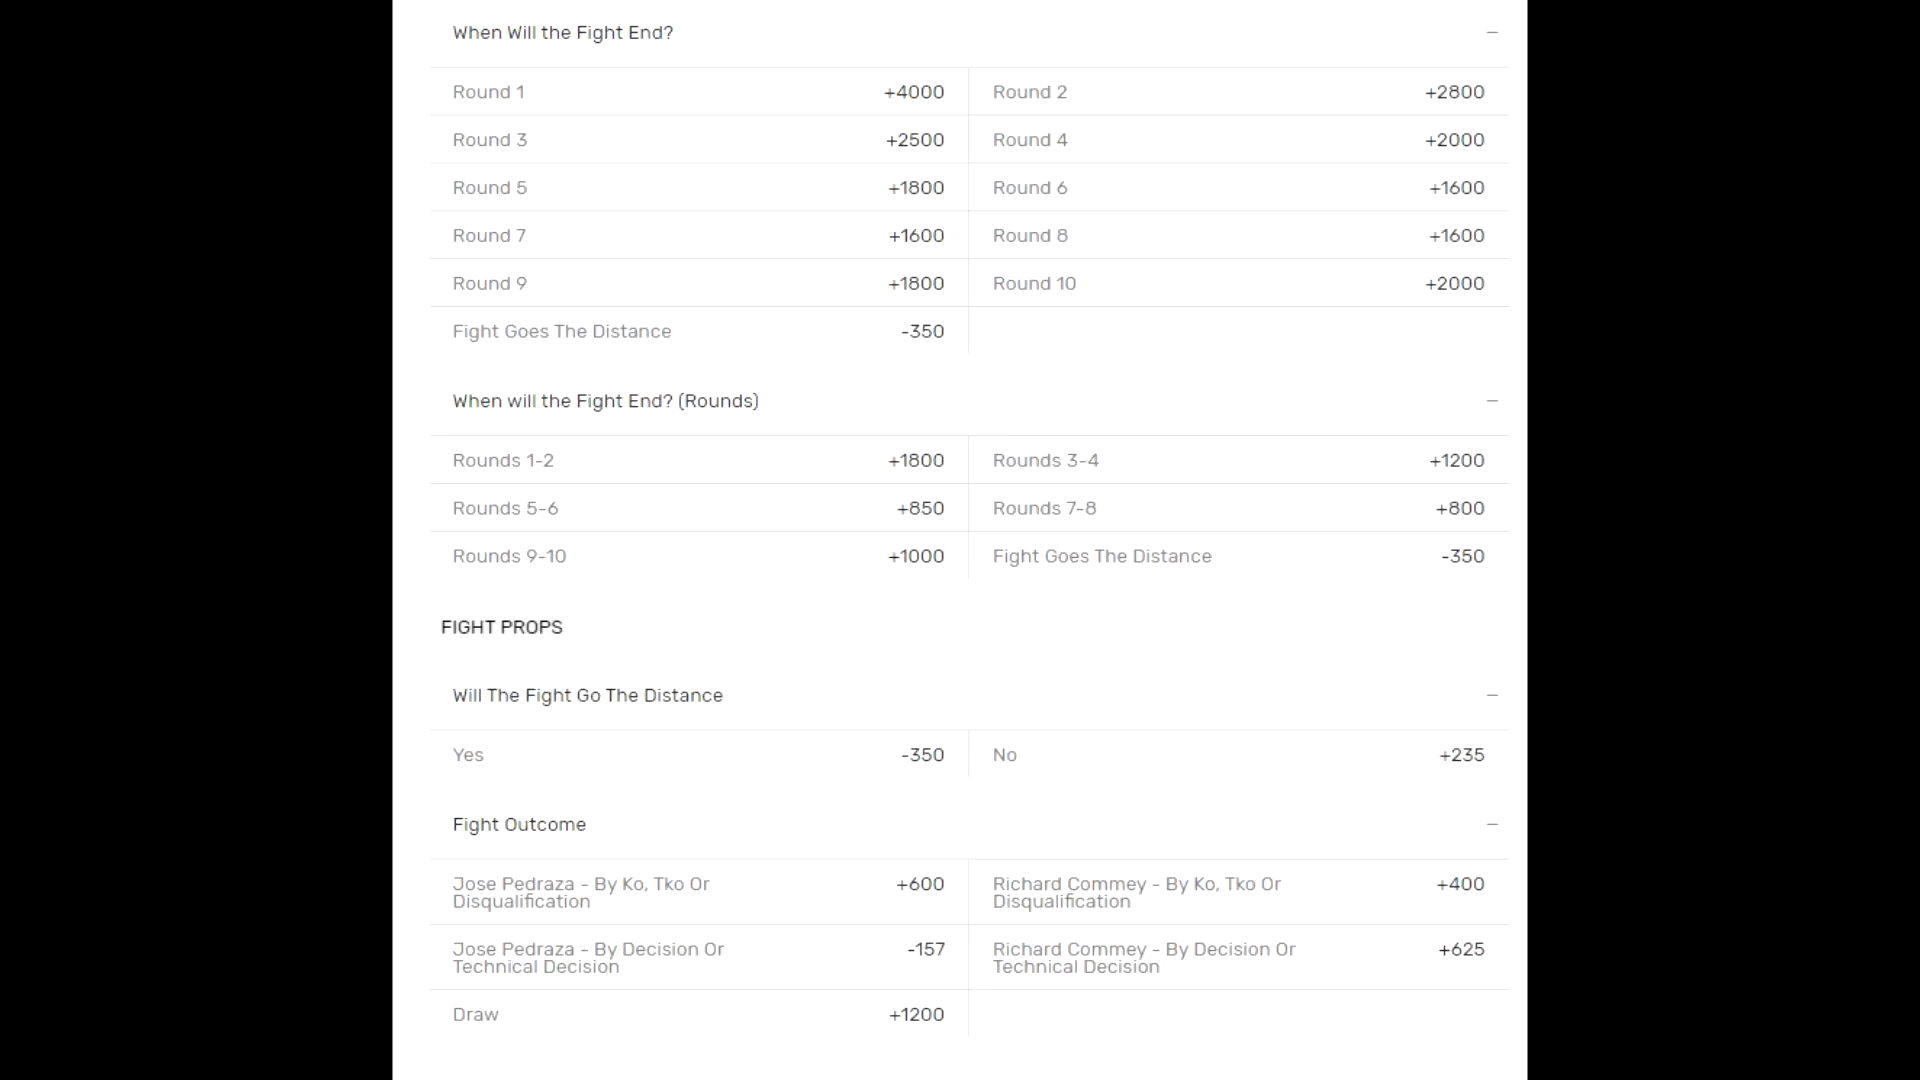 When Will the Fight End?
Round 1 +4000 Round 2 +2800
Round 3 +2500 Round 4 +2000
Round 5 +1800 Round 6 +1600
Round 7 +1600 Round 8 +1600
Round 9 +1800 Round 10 +2000
Fight Goes The Distance -350
When will the Fight End? (Rounds)
Rounds 1-2 +1800 Rounds 3-4 +1200
Rounds 5-6 +850 Rounds 7-8 +800
Rounds 9-10 +1000 Fight Goes The Distance -350
FIGHT PROPS
Will The Fight Go The Distance
Yes -350 No +235
Fight Outcome
Jose Pedraza - By Ko, Tko Or +600 Richard Commey - By Ko, Tko Or +400
Disqualification Disqualification
Jose Pedraza - By Decision Or -157 Richard Commey - By Decision Or +625
Technical Decision Technical Decision
Draw +1200